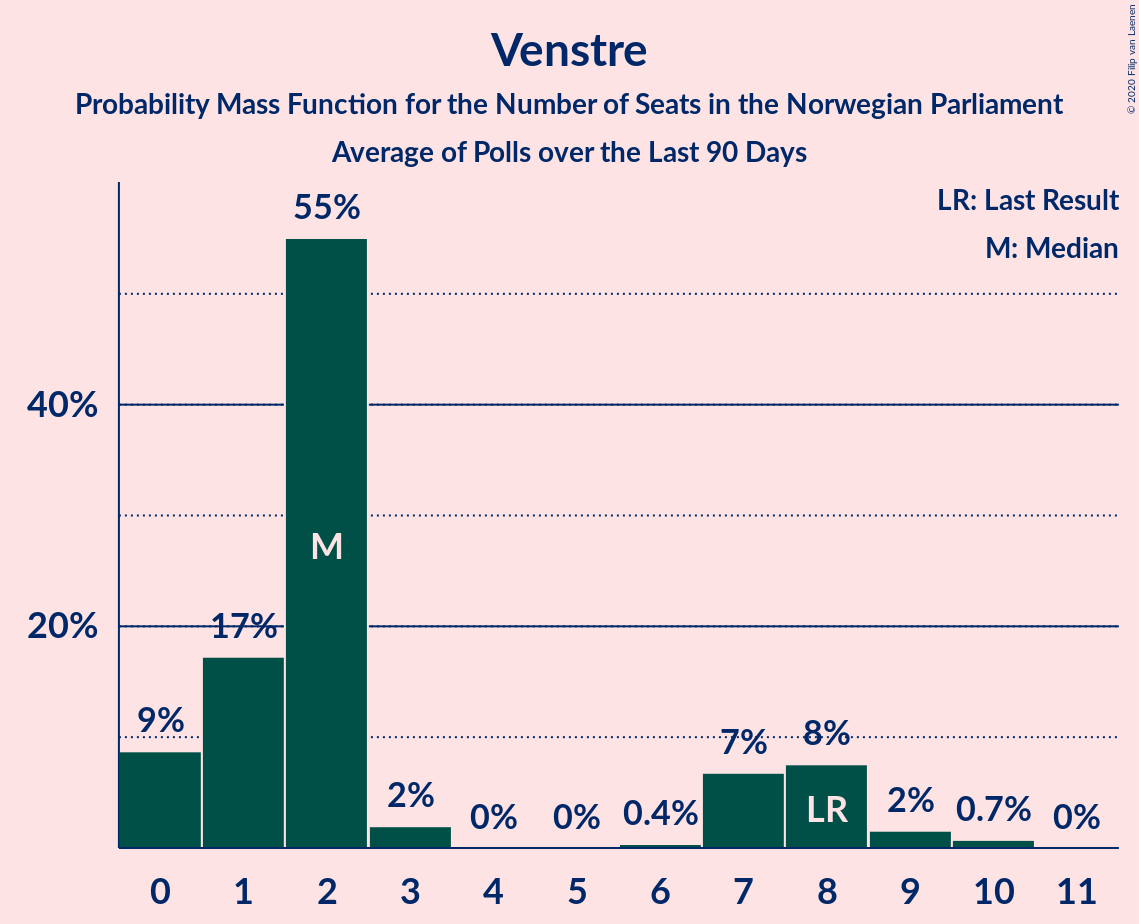 Venstre
Probability Mass Function for the Number of Seats in the Norwegian Parliament
Average of Polls over the Last 90 Days
© 2020 Filip van Laenen
LR: Last Result
M: Median
55%
40%
M
20%
17%
9%
2%
0%
0%
0.4%
7%
8%
LR
2%
0.7%
0%
0 1 2 3 4 5 6 7 8 9 10 11